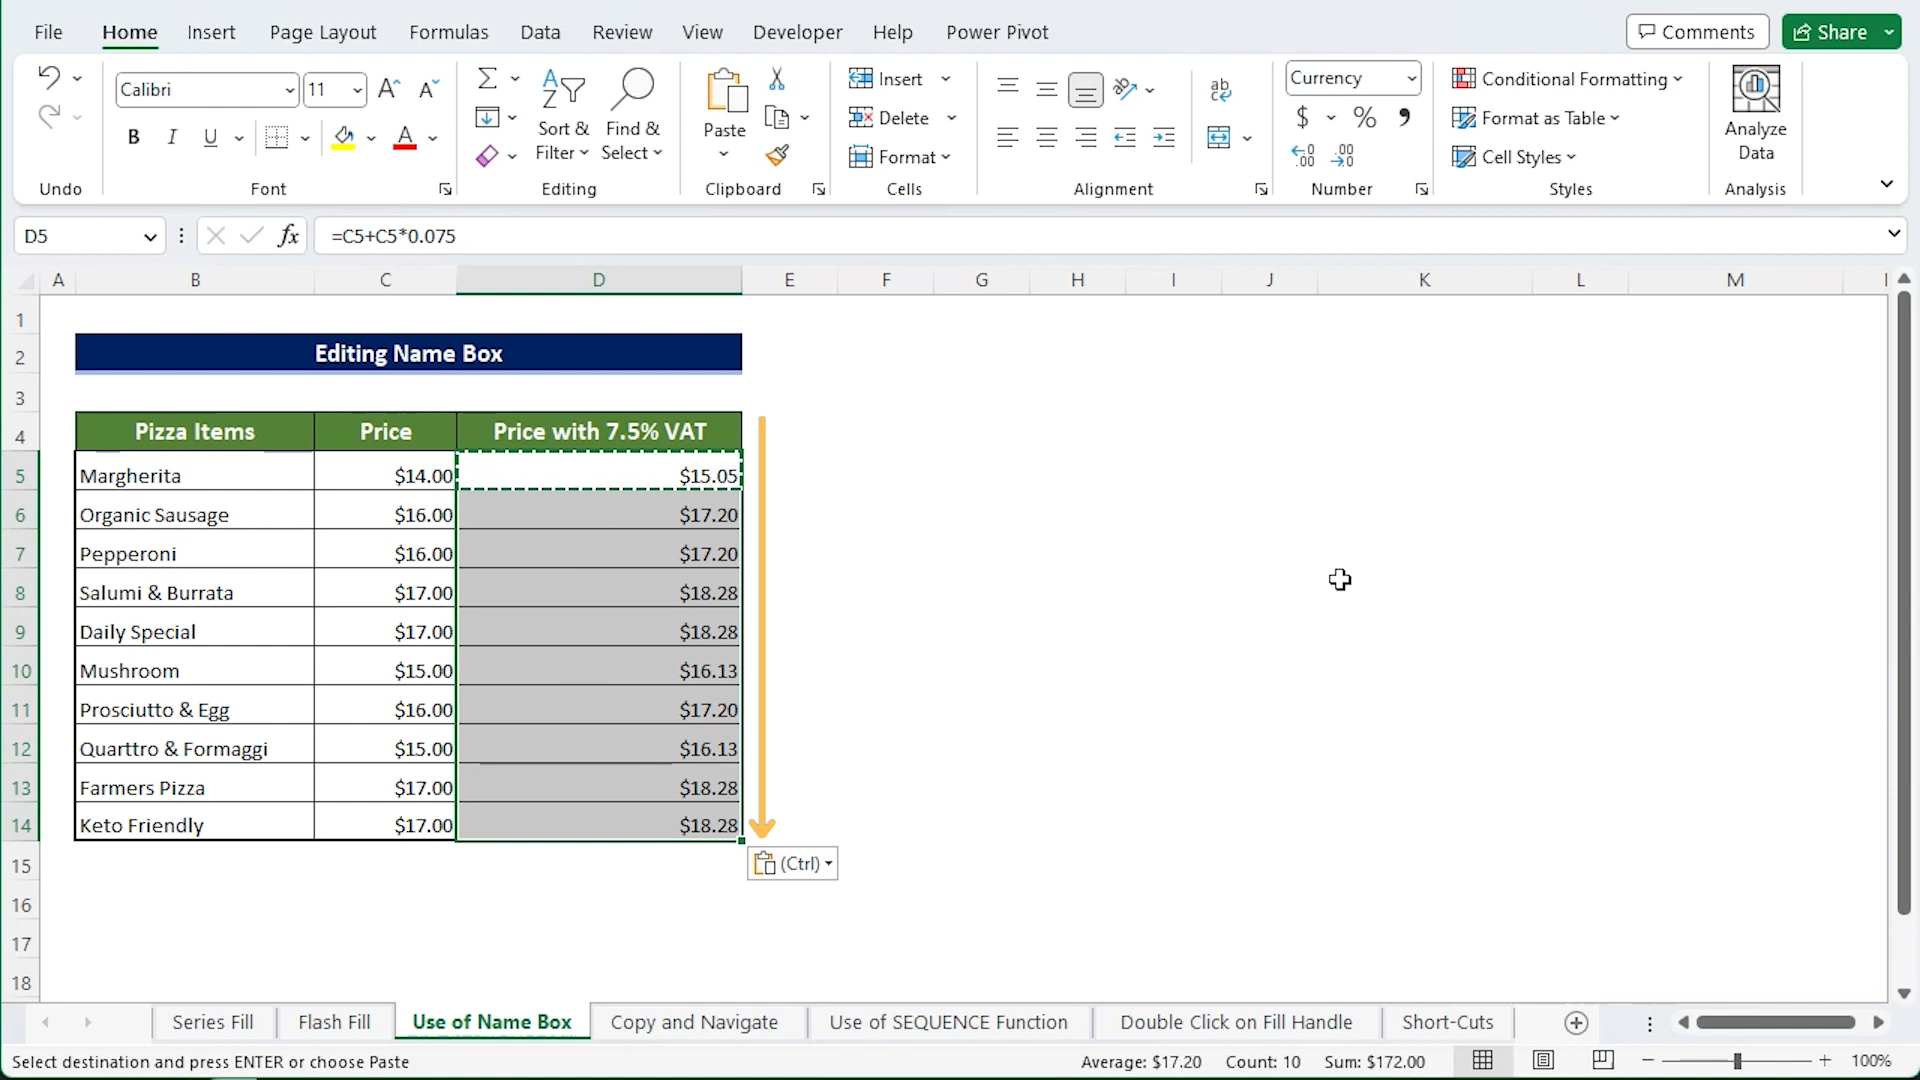 File Home Insert Page Layout Formulas Data Review View Developer Help Power Pivot Comments Share
Calibri 11 Sort & Filter Find & Select Paste Insert Delete Format ab c Currency $ % 9 .00 .00 Conditional Formatting Format as Table Cell Styles Analyze Data
B I U A
Undo Font Editing Clipboard Cells Alignment Number Styles Analysis
D5 fx =C5+C5*0.075
A B C D E F G H I J K L M
1
2 Editing Name Box
3
4 Pizza Items Price Price with 7.5% VAT
5 Margherita $14.00 $15.05
6 Organic Sausage $16.00 $17.20
7 Pepperoni $16.00 $17.20
8 Salumi & Burrata $17.00 $18.28
9 Daily Special $17.00 $18.28
10 Mushroom $15.00 $16.13
11 Prosciutto & Egg $16.00 $17.20
12 Quarttro & Formaggi $15.00 $16.13
13 Farmers Pizza $17.00 $18.28
14 Keto Friendly $17.00 $18.28
15 (Ctrl)
16
17
18
Series Fill Flash Fill Use of Name Box Copy and Navigate Use of SEQUENCE Function Double Click on Fill Handle Short-Cuts
Select destination and press ENTER or choose Paste Average: $17.20 Count: 10 Sum: $172.00 100%